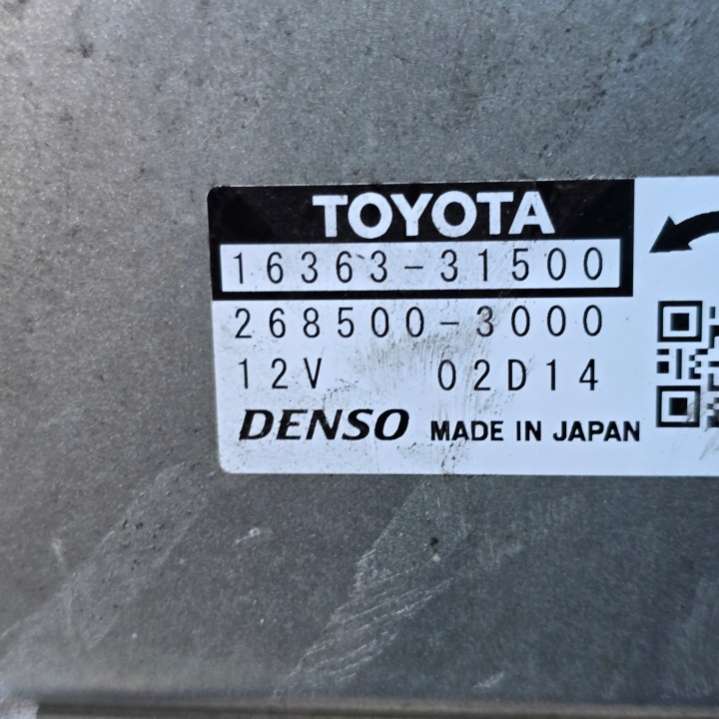 TOYOTA
16363-31500
268500-3000
12V 02D14
DENSO MADE IN JAPAN